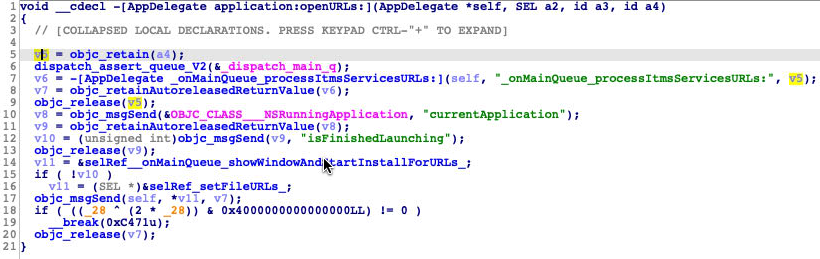 1 void __cdecl -[AppDelegate application:openURLs:](AppDelegate *self, SEL a2, id a3, id a4)
2 {
3 // [COLLAPSED LOCAL DECLARATIONS. PRESS KEYPAD CTRL-"+" TO EXPAND]
4
5 v5 = objc_retain(a4);
6 dispatch_assert_queue_V2(&_dispatch_main_q);
7 v6 = -[AppDelegate _onMainQueue_processItmsServicesURLs:](self, "_onMainQueue_processItmsServicesURLs:", v5);
8 v7 = objc_retainAutoreleasedReturnValue(v6);
9 objc_release(v5);
10 v8 = objc_msgSend(&OBJC_CLASS___NSRunningApplication, "currentApplication");
11 v9 = objc_retainAutoreleasedReturnValue(v8);
12 v10 = (unsigned int)objc_msgSend(v9, "isFinishedLaunching");
13 objc_release(v9);
14 v11 = &selRef__onMainQueue_showWindowAndStartInstallForURLs_;
15 if ( !v10 )
16 v11 = (SEL *)&selRef_setFileURLs_;
17 objc_msgSend(self, *v11, v7);
18 if ( ((_28 ^ (2 * _28)) & 0x4000000000000000LL) != 0 )
19 __break(0xC471u);
20 objc_release(v7);
21 }